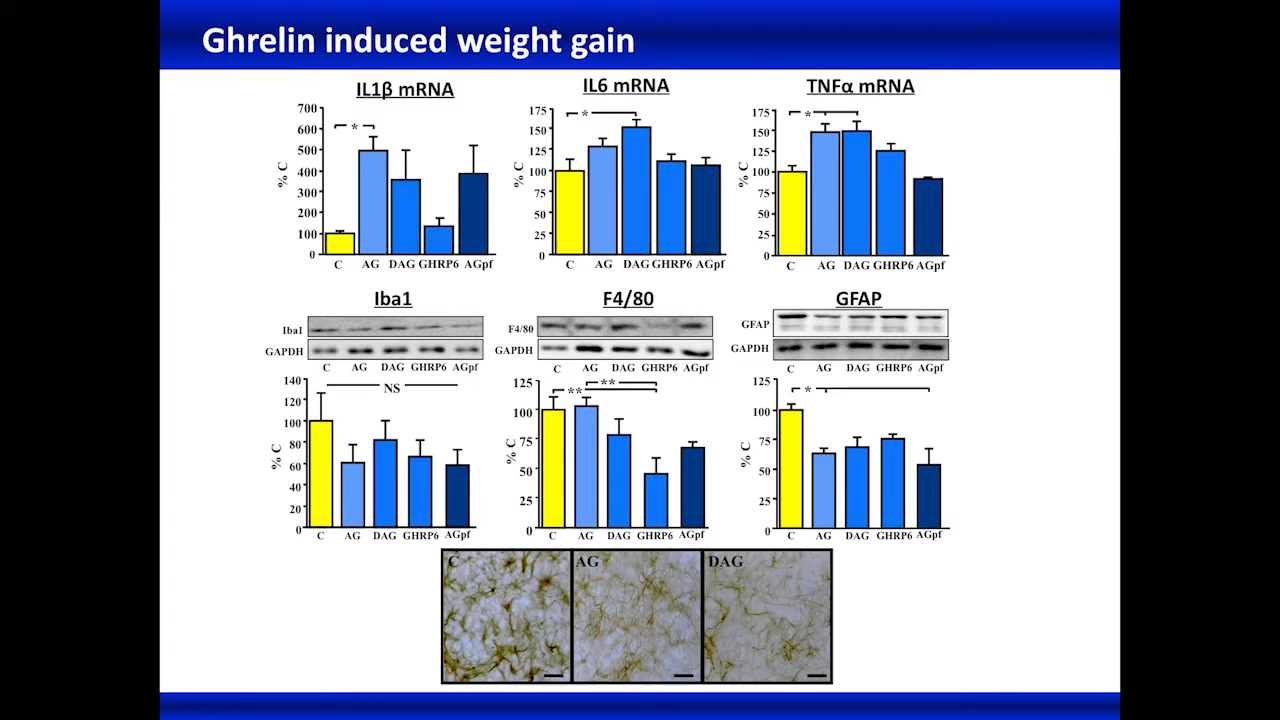 Ghrelin induced weight gain
IL1β mRNA
700
600
500
400
300
200
100
0
% C
*
C AG DAG GHRP6 AGpf
IL6 mRNA
175
150
125
100
75
50
25
0
% C
*
C AG DAG GHRP6 AGpf
TNFα mRNA
175
150
125
100
75
50
25
0
% C
*
C AG DAG GHRP6 AGpf
Iba1
Iba1
GAPDH
C AG DAG GHRP6 AGpf
140
120
100
80
60
40
20
0
% C
NS
C AG DAG GHRP6 AGpf
F4/80
F4/80
GAPDH
C AG DAG GHRP6 AGpf
125
100
75
50
25
0
% C
**
**
C AG DAG GHRP6 AGpf
GFAP
GFAP
GAPDH
C AG DAG GHRP6 AGpf
125
100
75
50
25
0
% C
*
C AG DAG GHRP6 AGpf
C AG DAG